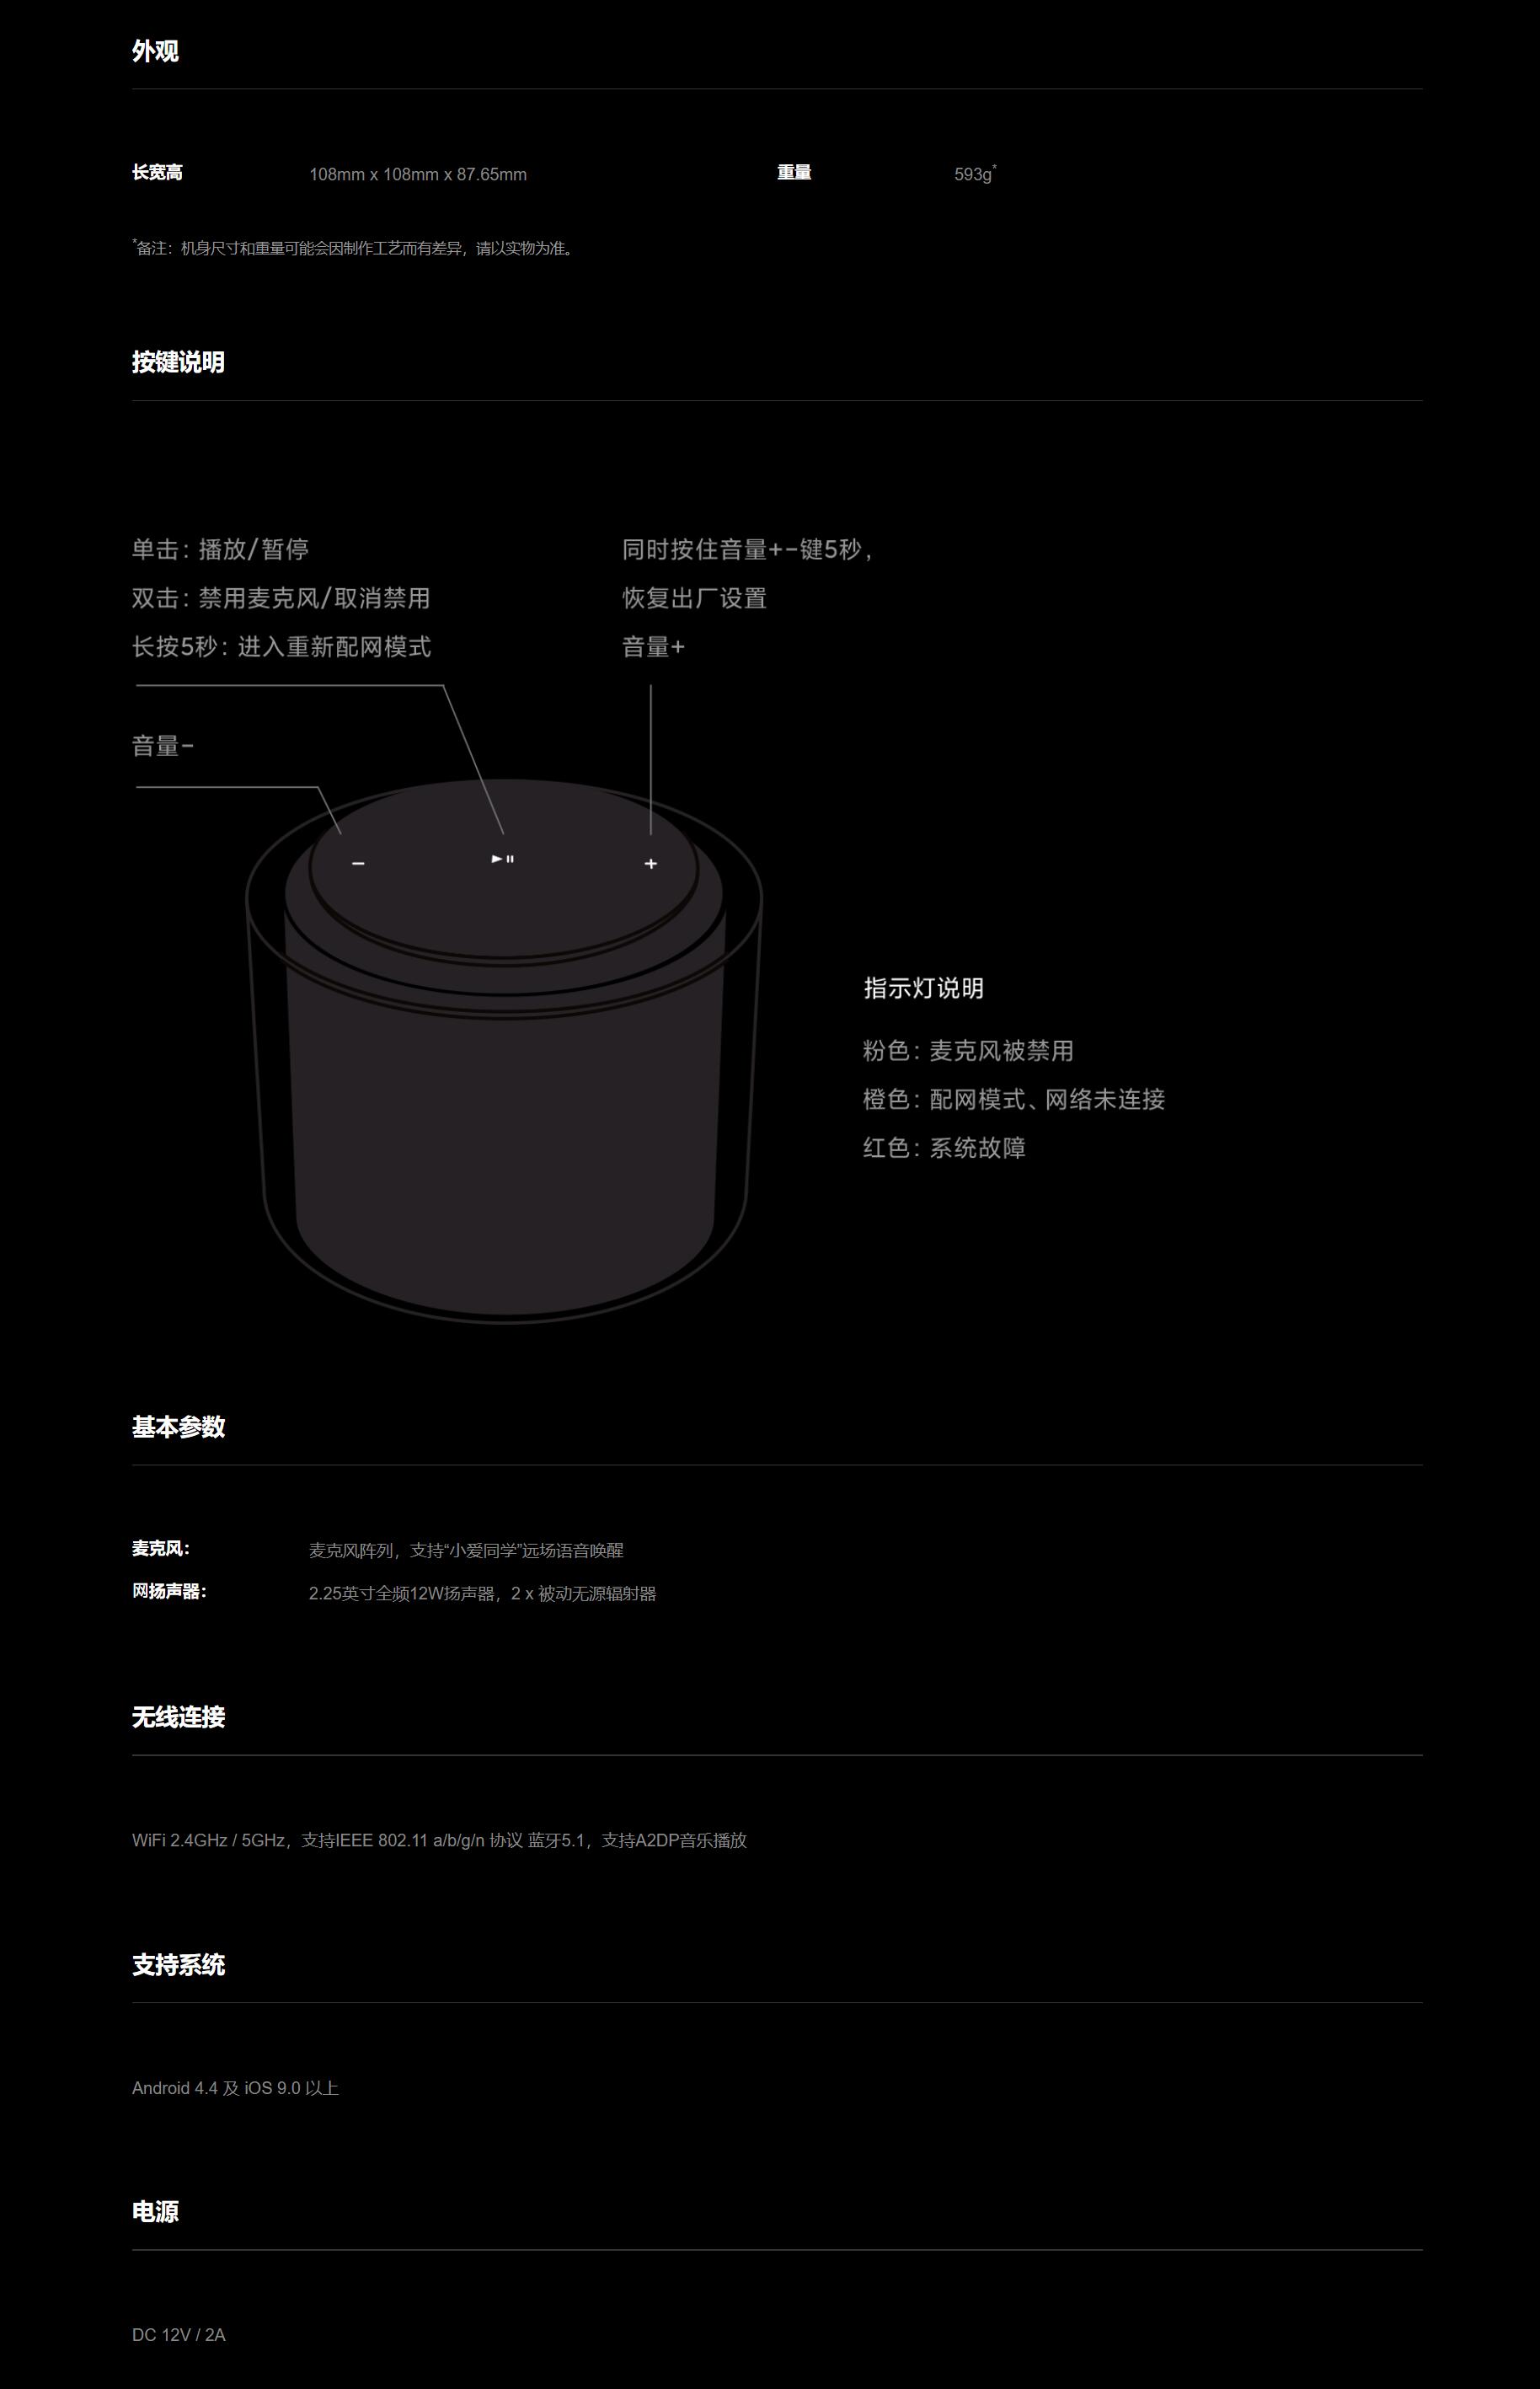 外观
长宽高 108mm x 108mm x 87.65mm 重量 593g*
*备注：机身尺寸和重量可能会因制作工艺而有差异，请以实物为准。
按键说明
单击：播放/暂停
双击：禁用麦克风/取消禁用
长按5秒：进入重新配网模式
同时按住音量+-键5秒，
恢复出厂设置
音量+
音量-
指示灯说明
粉色：麦克风被禁用
橙色：配网模式、网络未连接
红色：系统故障
基本参数
麦克风： 麦克风阵列，支持“小爱同学”远场语音唤醒
网扬声器： 2.25英寸全频12W扬声器，2 x 被动无源辐射器
无线连接
WiFi 2.4GHz / 5GHz，支持IEEE 802.11 a/b/g/n 协议 蓝牙5.1，支持A2DP音乐播放
支持系统
Android 4.4 及 iOS 9.0 以上
电源
DC 12V / 2A